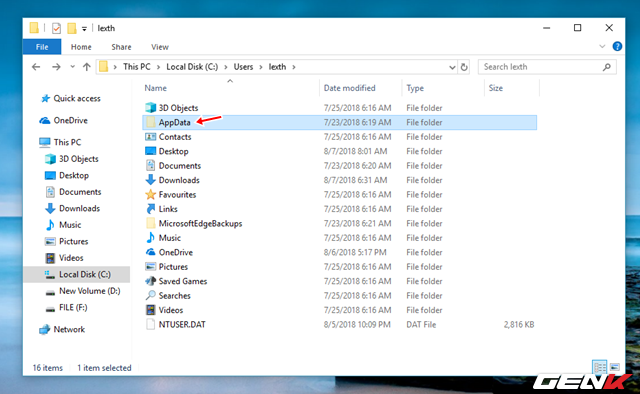 lexth
File Home Share View
This PC Local Disk (C:) Users lexth Search lexth
Name Date modified Type Size
Quick access
OneDrive
This PC
3D Objects
Desktop
Documents
Downloads
Music
Pictures
Videos
Local Disk (C:)
New Volume (D:)
FILE (F:)
Network
3D Objects 7/25/2018 6:16 AM File folder
AppData 7/23/2018 6:19 AM File folder
Contacts 7/25/2018 6:16 AM File folder
Desktop 8/7/2018 8:01 AM File folder
Documents 7/23/2018 6:20 AM File folder
Downloads 8/7/2018 6:31 AM File folder
Favourites 7/25/2018 6:16 AM File folder
Links 7/25/2018 6:16 AM File folder
MicrosoftEdgeBackups 7/23/2018 6:21 AM File folder
Music 7/25/2018 6:16 AM File folder
OneDrive 8/6/2018 5:17 PM File folder
Pictures 7/25/2018 6:16 AM File folder
Saved Games 7/25/2018 6:16 AM File folder
Searches 7/25/2018 6:16 AM File folder
Videos 7/25/2018 6:16 AM File folder
NTUSER.DAT 8/5/2018 10:09 PM DAT File 2,816 KB
16 items 1 item selected
GENK